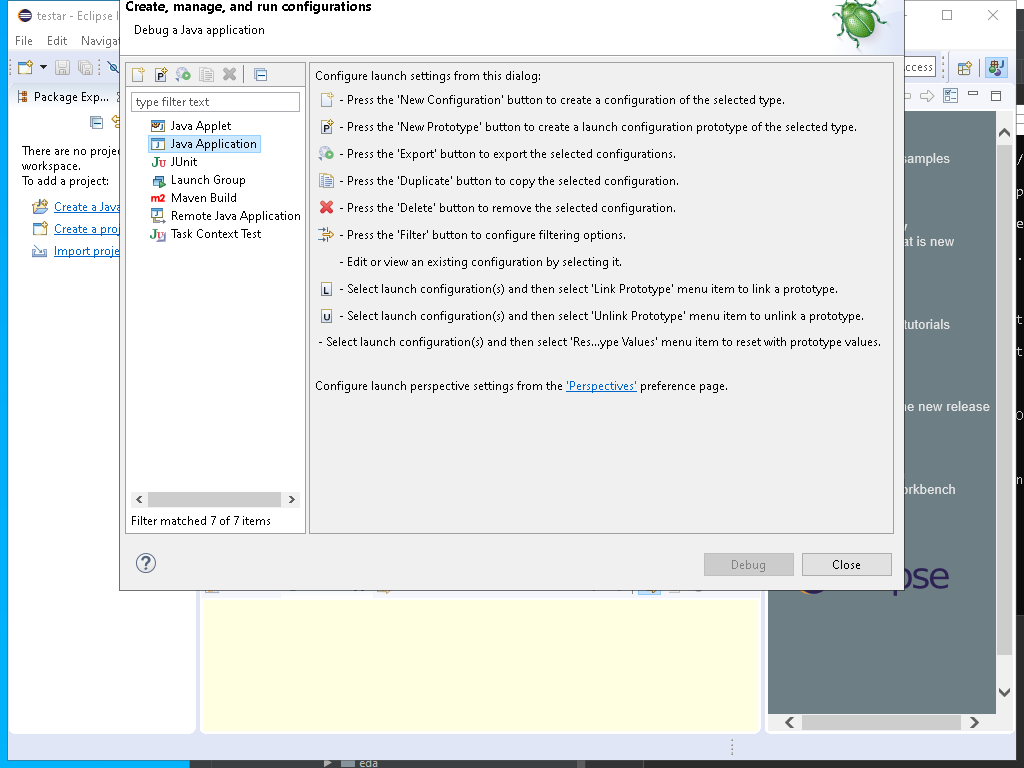 testar - Eclipse
Create, manage, and run configurations
Debug a Java application
File Edit Naviga
Package Exp...
There are no proje
workspace.
To add a project:
Create a Java
Create a proj
Import proje
type filter text
Java Applet
Java Application
JUnit
Launch Group
Maven Build
Remote Java Application
Task Context Test
Filter matched 7 of 7 items
Configure launch settings from this dialog:
- Press the 'New Configuration' button to create a configuration of the selected type.
- Press the 'New Prototype' button to create a launch configuration prototype of the selected type.
- Press the 'Export' button to export the selected configurations.
- Press the 'Duplicate' button to copy the selected configuration.
- Press the 'Delete' button to remove the selected configuration.
- Press the 'Filter' button to configure filtering options.
- Edit or view an existing configuration by selecting it.
- Select launch configuration(s) and then select 'Link Prototype' menu item to link a prototype.
- Select launch configuration(s) and then select 'Unlink Prototype' menu item to unlink a prototype.
- Select launch configuration(s) and then select 'Res...ype Values' menu item to reset with prototype values.
Configure launch perspective settings from the 'Perspectives' preference page.
Debug Close
ccess
samples
at is new
tutorials
he new release
orkbench
pse
eda